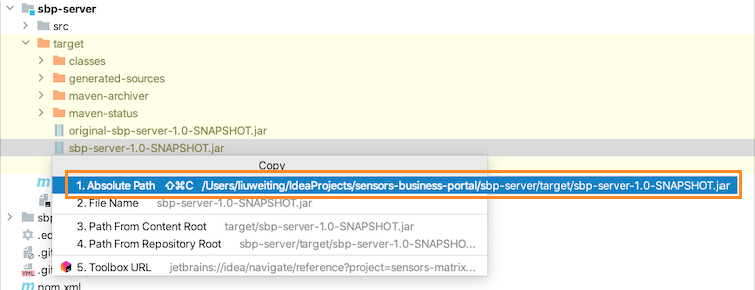 sbp-server
src
target
classes
generated-sources
maven-archiver
maven-status
original-sbp-server-1.0-SNAPSHOT.jar
sbp-server-1.0-SNAPSHOT.jar
Copy
1. Absolute Path ⇧⌘C /Users/liuweiting/IdeaProjects/sensors-business-portal/sbp-server/target/sbp-server-1.0-SNAPSHOT.jar
2. File Name sbp-server-1.0-SNAPSHOT.jar
3. Path From Content Root target/sbp-server-1.0-SNAPSHOT.jar
4. Path From Repository Root sbp-server/target/sbp-server-1.0-SNAPSHO...
5. Toolbox URL jetbrains://idea/navigate/reference?project=sensors-matrix...
m
sb
.e
.gi
.git
pom.xml